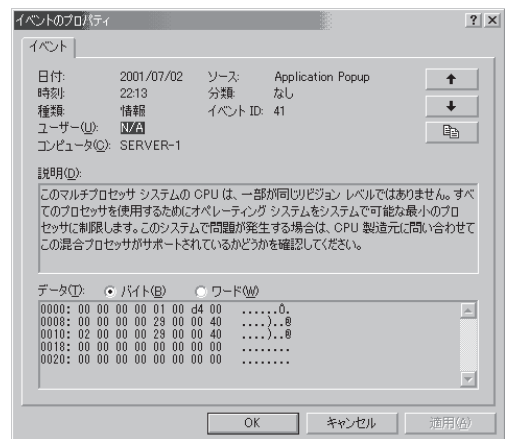 イベントのプロパティ
イベント
日付: 2001/07/02 ソース: Application Popup
時刻: 22:13 分類: なし
種類: 情報 イベント ID: 41
ユーザー(U): N/A
コンピュータ(C): SERVER-1
説明(D):
このマルチプロセッサ システムの CPU は、一部が同じリビジョン レベルではありません。すべ
てのプロセッサを使用するためにオペレーティング システムをシステムで可能な最小のプロ
セッサに制限します。このシステムで問題が発生する場合は、CPU 製造元に問い合わせて
この混合プロセッサがサポートされているかどうかを確認してください。
データ(T): バイト(B) ワード(W)
0000: 00 00 00 00 01 00 d4 00 ......Ô.
0008: 00 00 00 00 29 00 00 40 ....)..@
0010: 02 00 00 00 29 00 00 40 ....)..@
0018: 00 00 00 00 00 00 00 00 ........
0020: 00 00 00 00 00 00 00 00 ........
OK キャンセル 適用(A)